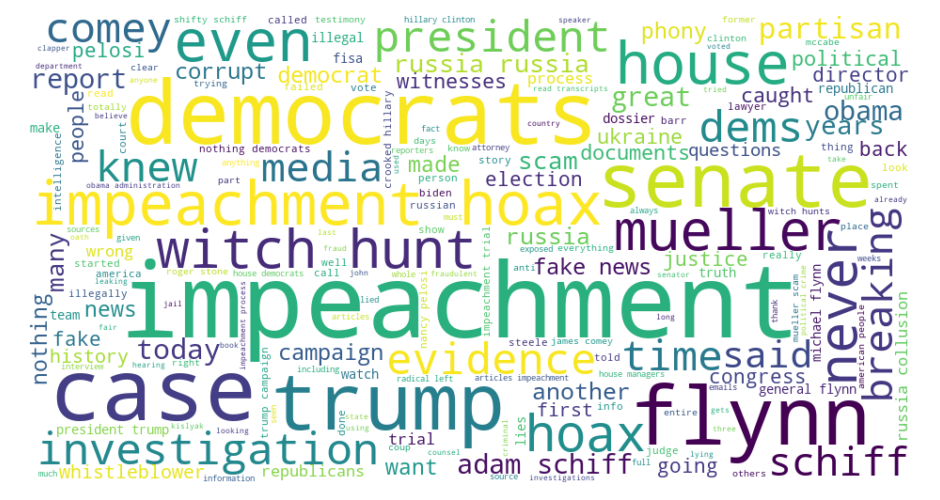 shifty schiff called testimony hillary clinton speaker former
comey even president phony partisan
clapper pelosi illegal russia russia clinton voted mccabe
department clear corrupt fisa witnesses house political
report trying democrat process director
anyone failed vote read transcripts tried republican
read great caught obama
people totally democrats lawyer unfair
make believe dossier barr dems years
court crooked hillary fact country ukraine
nothing democrats days documents questions thing back
knew media reporters know attorney made scam senate
intelligence anything used story take look
obama administration part person election spent
biden russian already
impeachment hoax must always
sources given last show russia mueller witch hunts place
many oath witch hunt exposed everything never breaking
wrong fraud well anti fake news justice really
started roger stone house democrats whole fraudulent senator truth weeks
america call john impeachment trial
leaking impeachment
illegally jail lied nancy pelosi thank michael flynn mueller scam political crime
team news articles long american people
nothing fair impeachment process steele james comey russia collusion
fake today book campaign evidence told time said
history hearing right watch house managers congress
interview including radical left articles impeachment another general flynn
case trump campaign trump first info emails gets flynn
president trump kislyak done state lies entire three
seen looking using hoax judge lying
investigation trial coup criminal schiff
whistleblower republicans want counsel adam schiff going
much information source investigations full others